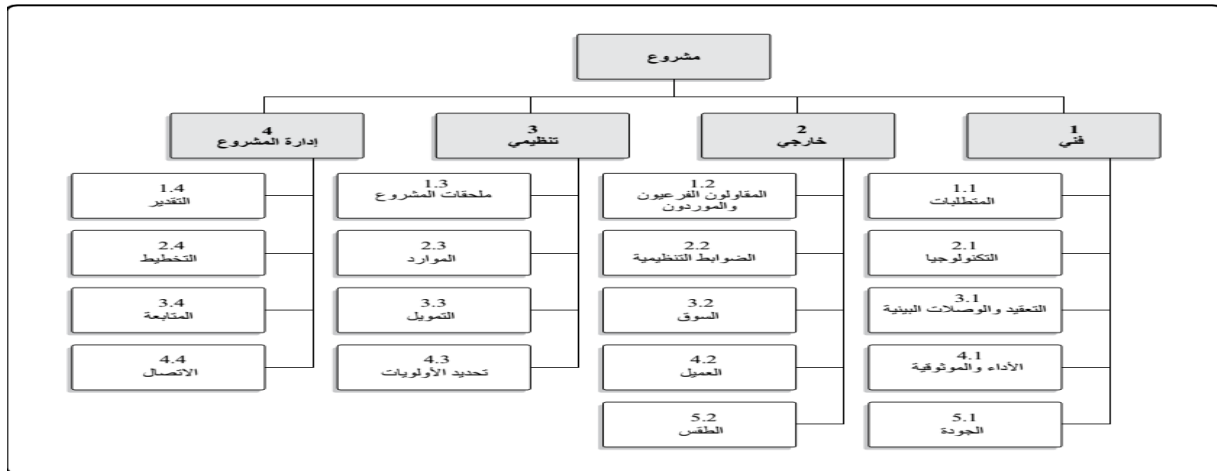 مشروع
1
فني
1.1
المتطلبات
2.1
التكنولوجيا
3.1
التعقيد والوصلات البينية
4.1
الأداء والموثوقية
5.1
الجودة
2
خارجي
1.2
المقاولون الفرعيون
والموردون
2.2
الضوابط التنظيمية
3.2
السوق
4.2
العميل
5.2
الطقس
3
تنظيمي
1.3
ملحقات المشروع
2.3
الموارد
3.3
التمويل
4.3
تحديد الأولويات
4
إدارة المشروع
1.4
التقدير
2.4
التخطيط
3.4
المتابعة
4.4
الاتصال